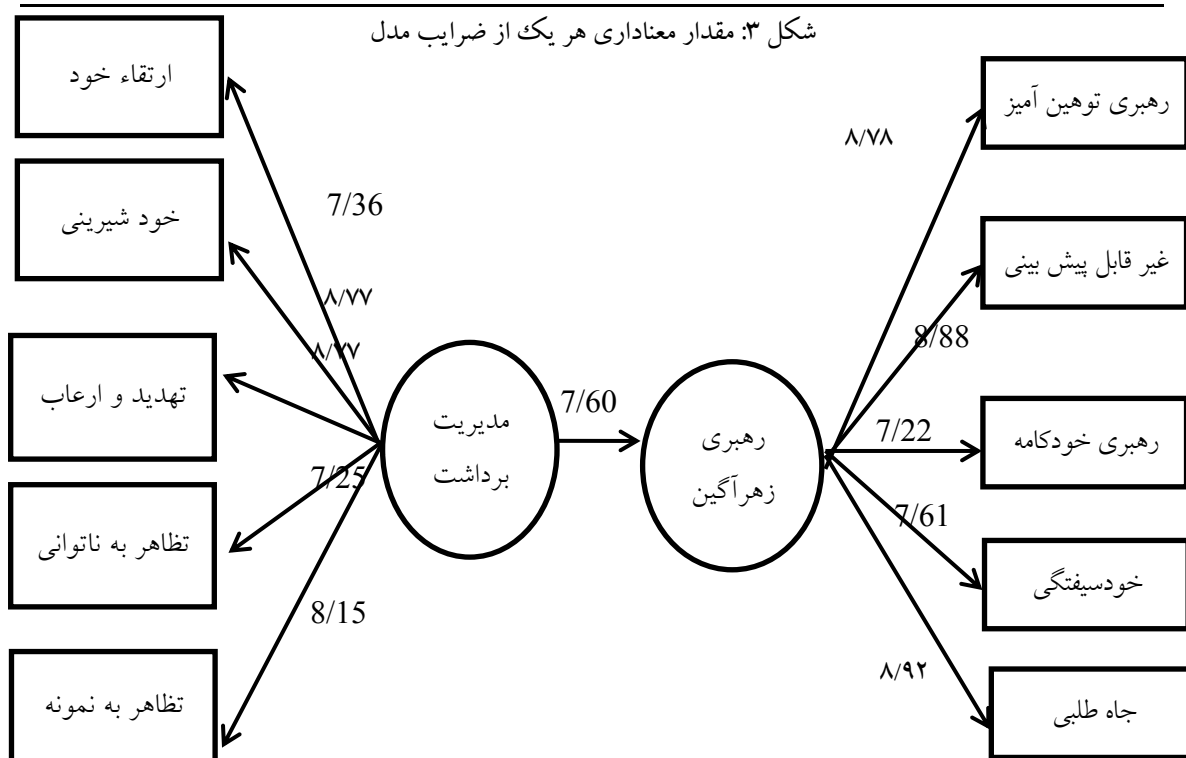 شکل ۳: مقدار معناداری هر یک از ضرایب مدل
ارتقاء خود
رهبری توهین آمیز
۸/۷۸
7/36
خود شیرینی
غیر قابل پیش بینی
۸/۷۷
8/88
۸/۷۷
تهدید و ارعاب
مدیریت
برداشت
7/60
رهبری
زهرآگین
7/22
رهبری خودکامه
7/25
7/61
تظاهر به ناتوانی
خودسیفتگی
8/15
۸/۹۲
تظاهر به نمونه
جاه طلبی